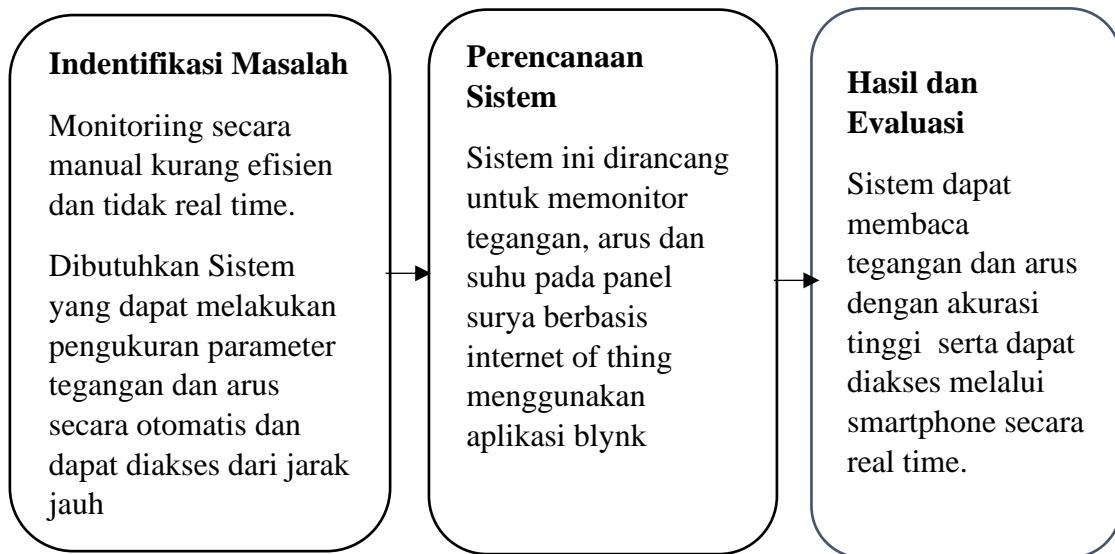 Indentifikasi Masalah
Monitoriing secara
manual kurang efisien
dan tidak real time.
Dibutuhkan Sistem
yang dapat melakukan
pengukuran parameter
tegangan dan arus
secara otomatis dan
dapat diakses dari jarak
jauh
Perencanaan
Sistem
Sistem ini dirancang
untuk memonitor
tegangan, arus dan
suhu pada panel
surya berbasis
internet of thing
menggunakan
aplikasi blynk
Hasil dan
Evaluasi
Sistem dapat
membaca
tegangan dan arus
dengan akurasi
tinggi serta dapat
diakses melalui
smartphone secara
real time.